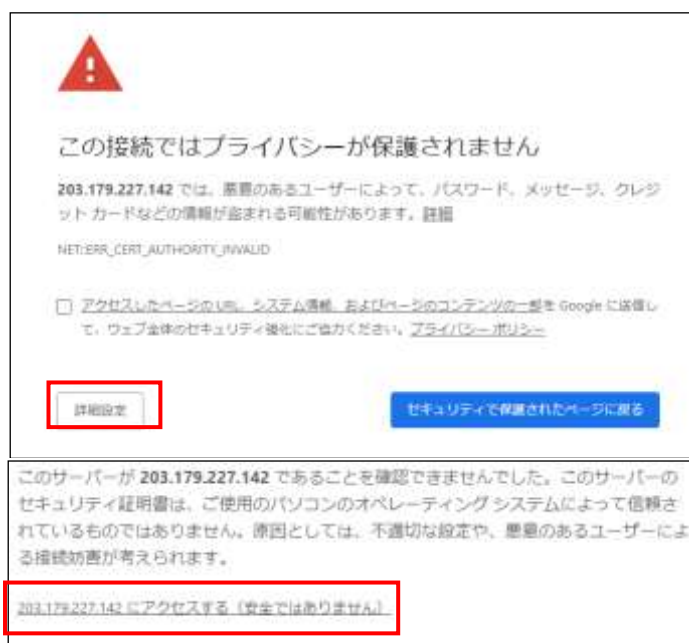 この接続ではプライバシーが保護されません
203.179.227.142 では、悪意のあるユーザーによって、パスワード、メッセージ、クレジ
ット カードなどの情報が盗まれる可能性があります。詳細
NET::ERR_CERT_AUTHORITY_INVALID
アクセスしたページの URL、システム情報、およびページのコンテンツの一部を Google に送信し
て、ウェブ全体のセキュリティ強化にご協力ください。プライバシー ポリシー
詳細設定
セキュリティで保護されたページに戻る
このサーバーが 203.179.227.142 であることを確認できませんでした。このサーバーの
セキュリティ証明書は、ご使用のパソコンのオペレーティング システムによって信頼さ
れているものではありません。原因としては、不適切な設定や、悪意のあるユーザーによ
る接続妨害が考えられます。
203.179.227.142 にアクセスする（安全ではありません）